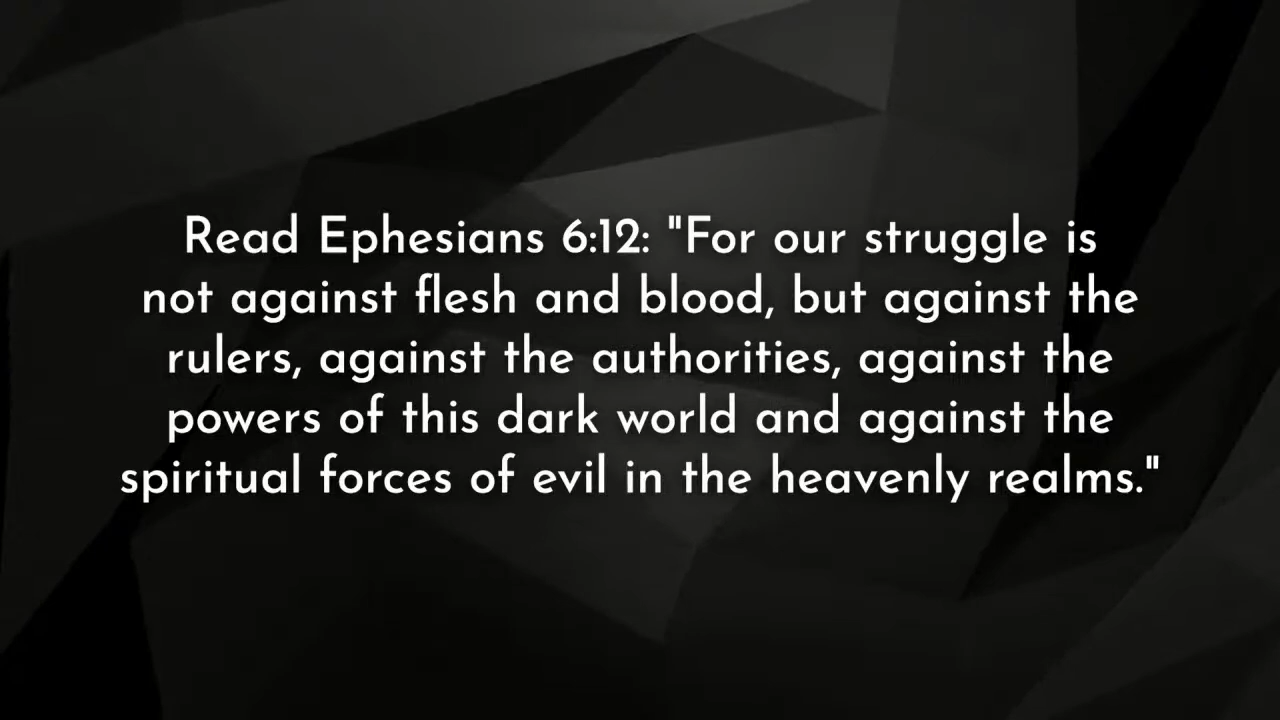 Read Ephesians 6:12: "For our struggle is
not against flesh and blood, but against the
rulers, against the authorities, against the
powers of this dark world and against the
spiritual forces of evil in the heavenly realms."